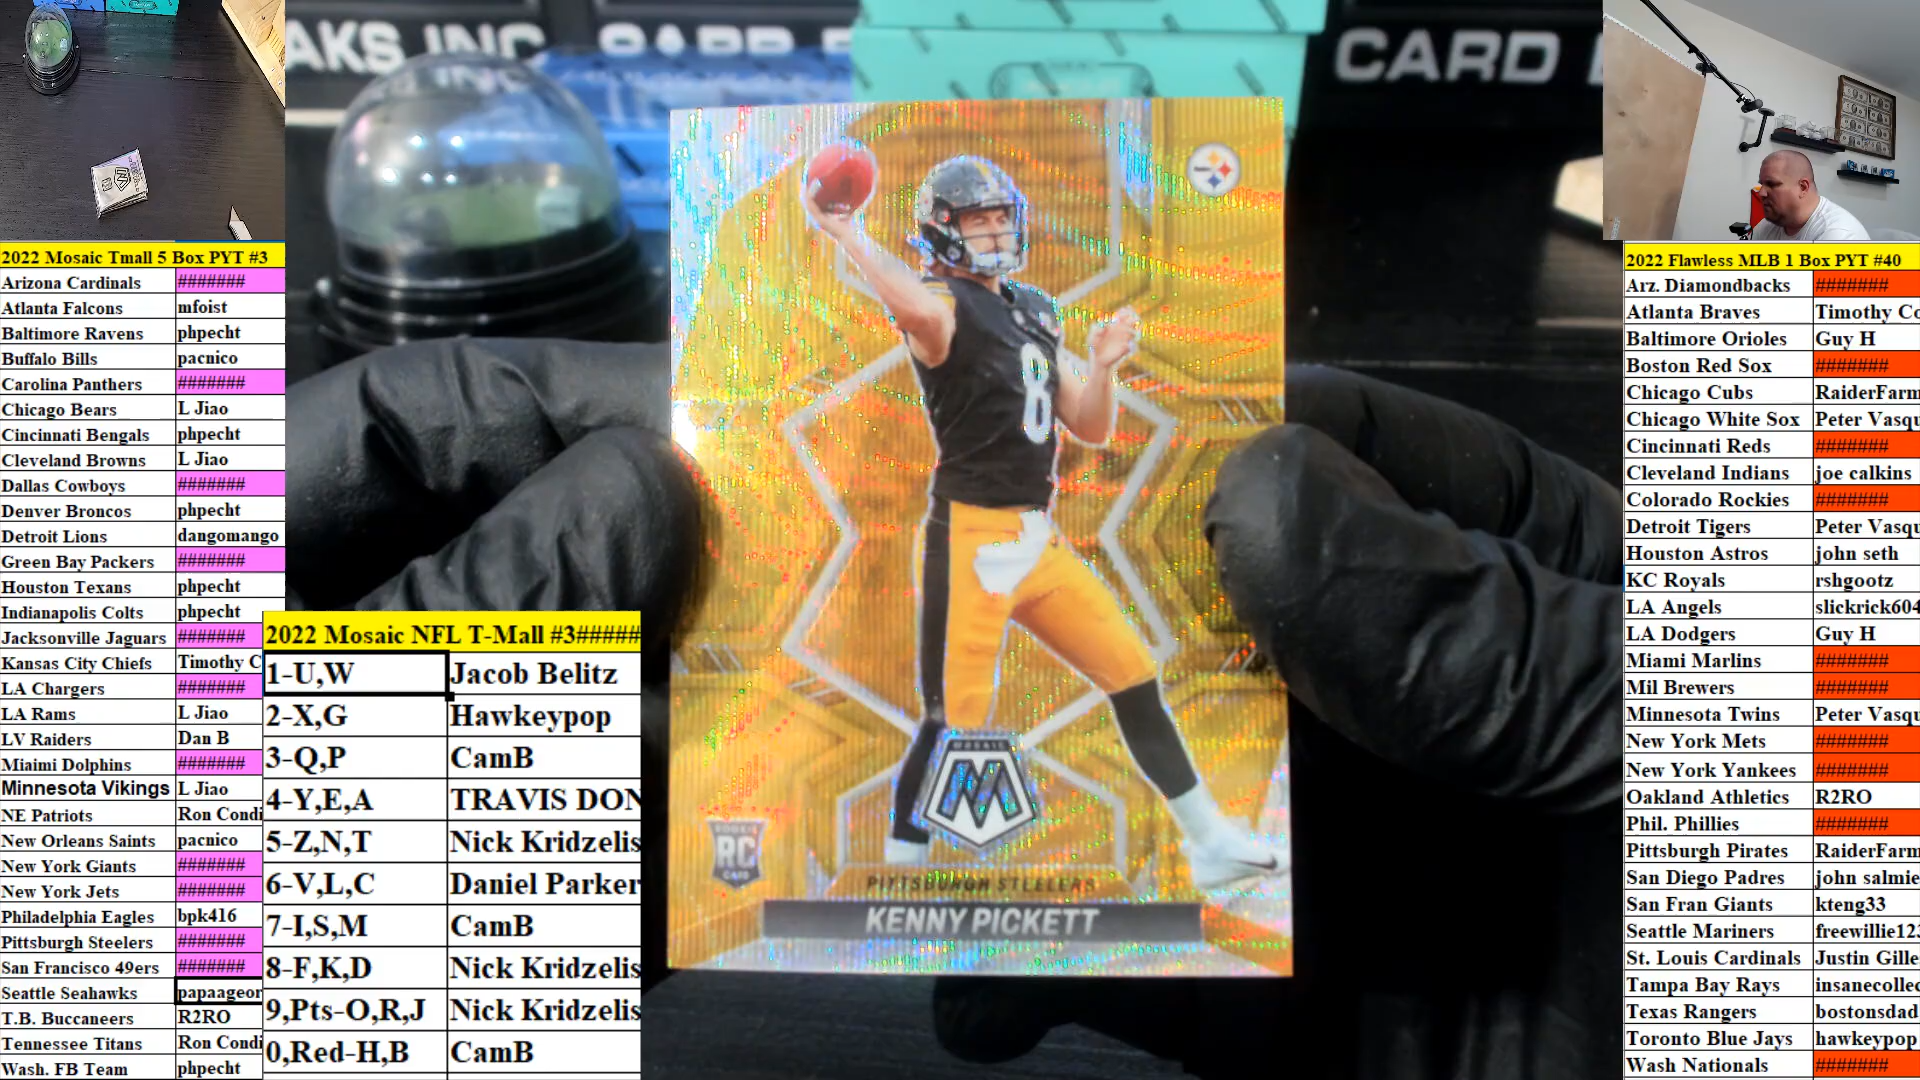 AKS INC
CARD
2022 Mosaic Tmall 5 Box PYT #3
Arizona Cardinals #######
Atlanta Falcons mfoist
Baltimore Ravens phpecht
Buffalo Bills pacnico
Carolina Panthers #######
Chicago Bears L Jiao
Cincinnati Bengals phpecht
Cleveland Browns L Jiao
Dallas Cowboys #######
Denver Broncos phpecht
Detroit Lions dangomango
Green Bay Packers #######
Houston Texans phpecht
Indianapolis Colts phpecht
Jacksonville Jaguars #######
Kansas City Chiefs Timothy C
LA Chargers #######
LA Rams L Jiao
LV Raiders Dan B
Miaimi Dolphins #######
Minnesota Vikings L Jiao
NE Patriots Ron Condi
New Orleans Saints pacnico
New York Giants #######
New York Jets #######
Philadelphia Eagles bpk416
Pittsburgh Steelers #######
San Francisco 49ers #######
Seattle Seahawks papaageor
T.B. Buccaneers R2RO
Tennessee Titans Ron Condi
Wash. FB Team phpecht
2022 Mosaic NFL T-Mall #3#####
1-U,W Jacob Belitz
2-X,G Hawkeypop
3-Q,P CamB
4-Y,E,A TRAVIS DON
5-Z,N,T Nick Kridzelis
6-V,L,C Daniel Parker
7-I,S,M CamB
8-F,K,D Nick Kridzelis
9,Pts-O,R,J Nick Kridzelis
0,Red-H,B CamB
8
MOSAIC
M
ROOKIE
RC
CARD
PITTSBURGH STEELERS
KENNY PICKETT
2022 Flawless MLB 1 Box PYT #40
Arz. Diamondbacks #######
Atlanta Braves Timothy Co
Baltimore Orioles Guy H
Boston Red Sox #######
Chicago Cubs RaiderFarm
Chicago White Sox Peter Vasqu
Cincinnati Reds #######
Cleveland Indians joe calkins
Colorado Rockies #######
Detroit Tigers Peter Vasqu
Houston Astros john seth
KC Royals rshgootz
LA Angels slickrick604
LA Dodgers Guy H
Miami Marlins #######
Mil Brewers #######
Minnesota Twins Peter Vasqu
New York Mets #######
New York Yankees #######
Oakland Athletics R2RO
Phil. Phillies #######
Pittsburgh Pirates RaiderFarm
San Diego Padres john salmie
San Fran Giants kteng33
Seattle Mariners freewillie123
St. Louis Cardinals Justin Gille
Tampa Bay Rays insanecollec
Texas Rangers bostonsdad
Toronto Blue Jays hawkeypop
Wash Nationals #######